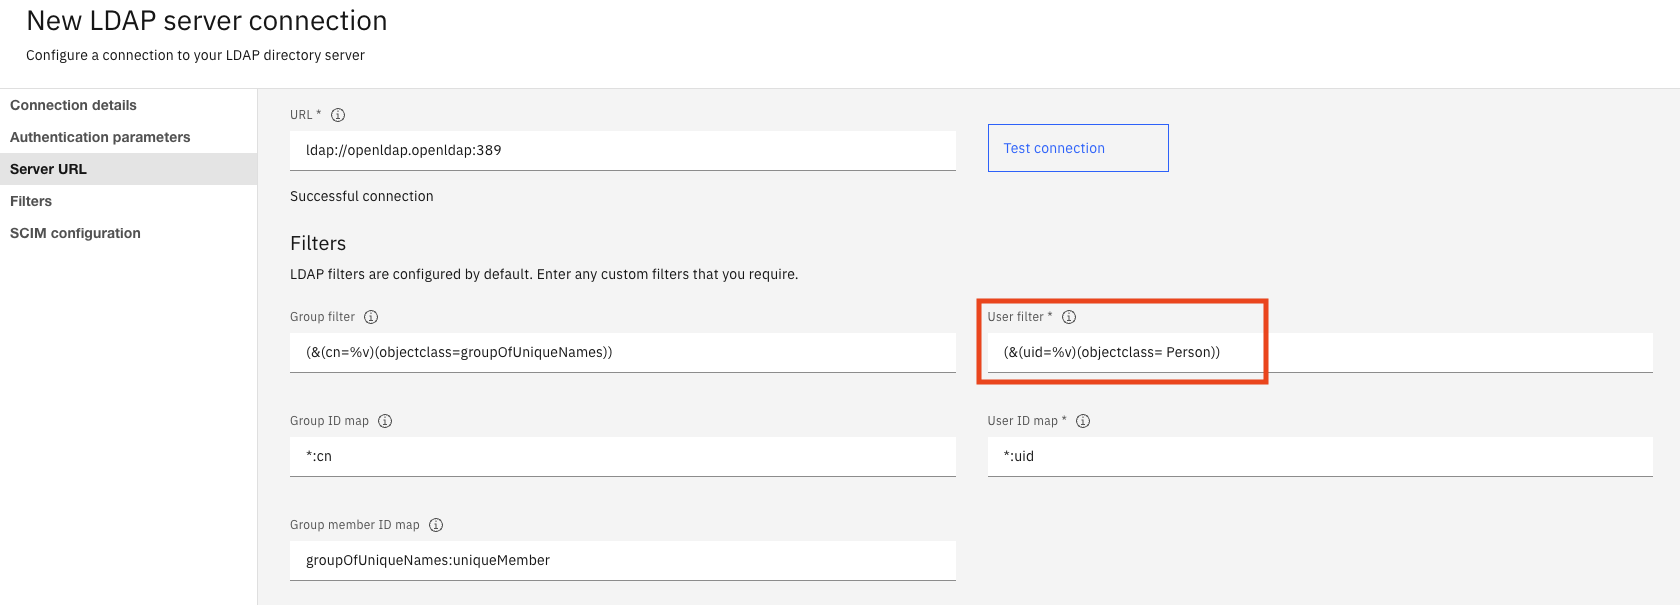 New LDAP server connection
Configure a connection to your LDAP directory server
Connection details
Authentication parameters
Server URL
Filters
SCIM configuration
URL *
ldap://openldap.openldap:389
Test connection
Successful connection
Filters
LDAP filters are configured by default. Enter any custom filters that you require.
Group filter
(&(cn=%v)(objectclass=groupOfUniqueNames))
User filter *
(&(uid=%v)(objectclass= Person))
Group ID map
*:cn
User ID map *
*:uid
Group member ID map
groupOfUniqueNames:uniqueMember